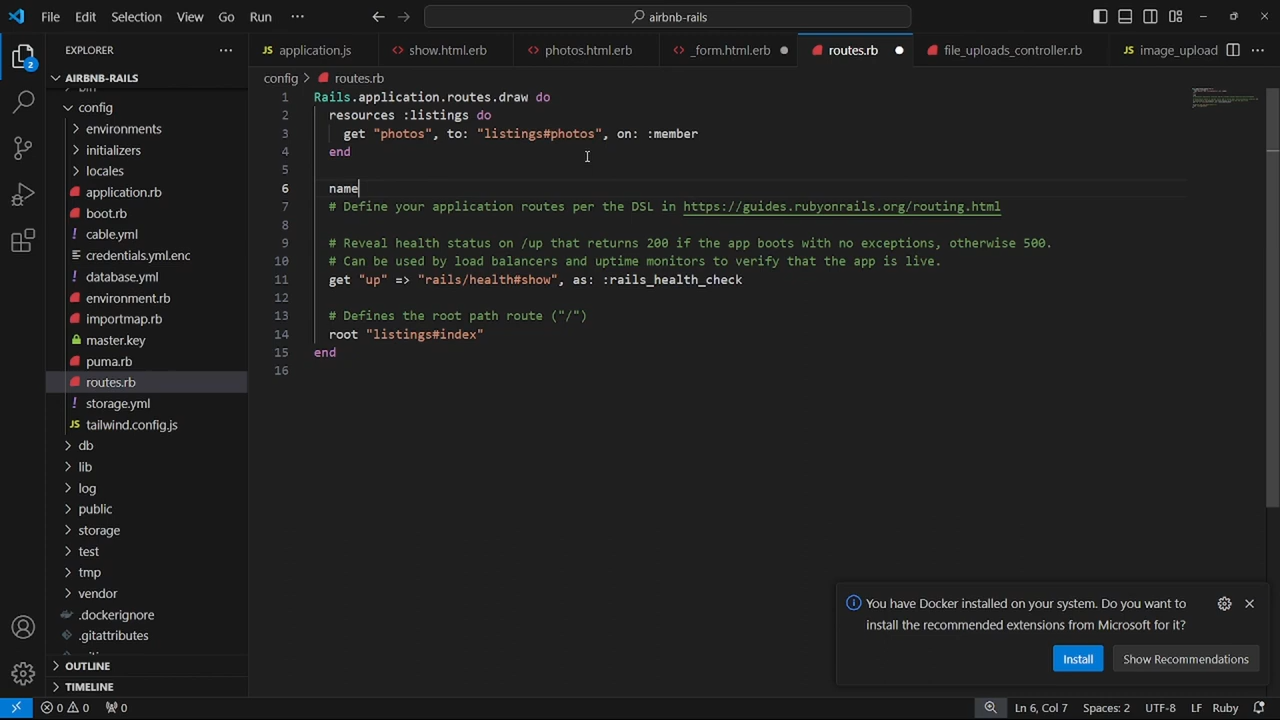 File Edit Selection View Go Run ··· airbnb-rails
EXPLORER ···
application.js show.html.erb photos.html.erb _form.html.erb routes.rb file_uploads_controller.rb image_upload ···
2
AIRBNB-RAILS
config > routes.rb
config
environments
initializers
locales
application.rb
boot.rb
cable.yml
credentials.yml.enc
database.yml
environment.rb
importmap.rb
master.key
puma.rb
routes.rb
storage.yml
tailwind.config.js
db
lib
log
public
storage
test
tmp
vendor
.dockerignore
.gitattributes
OUTLINE
TIMELINE
1 Rails.application.routes.draw do
2 resources :listings do
3 get "photos", to: "listings#photos", on: :member
4 end
5
6 name
7 # Define your application routes per the DSL in https://guides.rubyonrails.org/routing.html
8
9 # Reveal health status on /up that returns 200 if the app boots with no exceptions, otherwise 500.
10 # Can be used by load balancers and uptime monitors to verify that the app is live.
11 get "up" => "rails/health#show", as: :rails_health_check
12
13 # Defines the root path route ("/")
14 root "listings#index"
15 end
16
You have Docker installed on your system. Do you want to
install the recommended extensions from Microsoft for it?
Install Show Recommendations
0 0 0 Ln 6, Col 7 Spaces: 2 UTF-8 LF Ruby